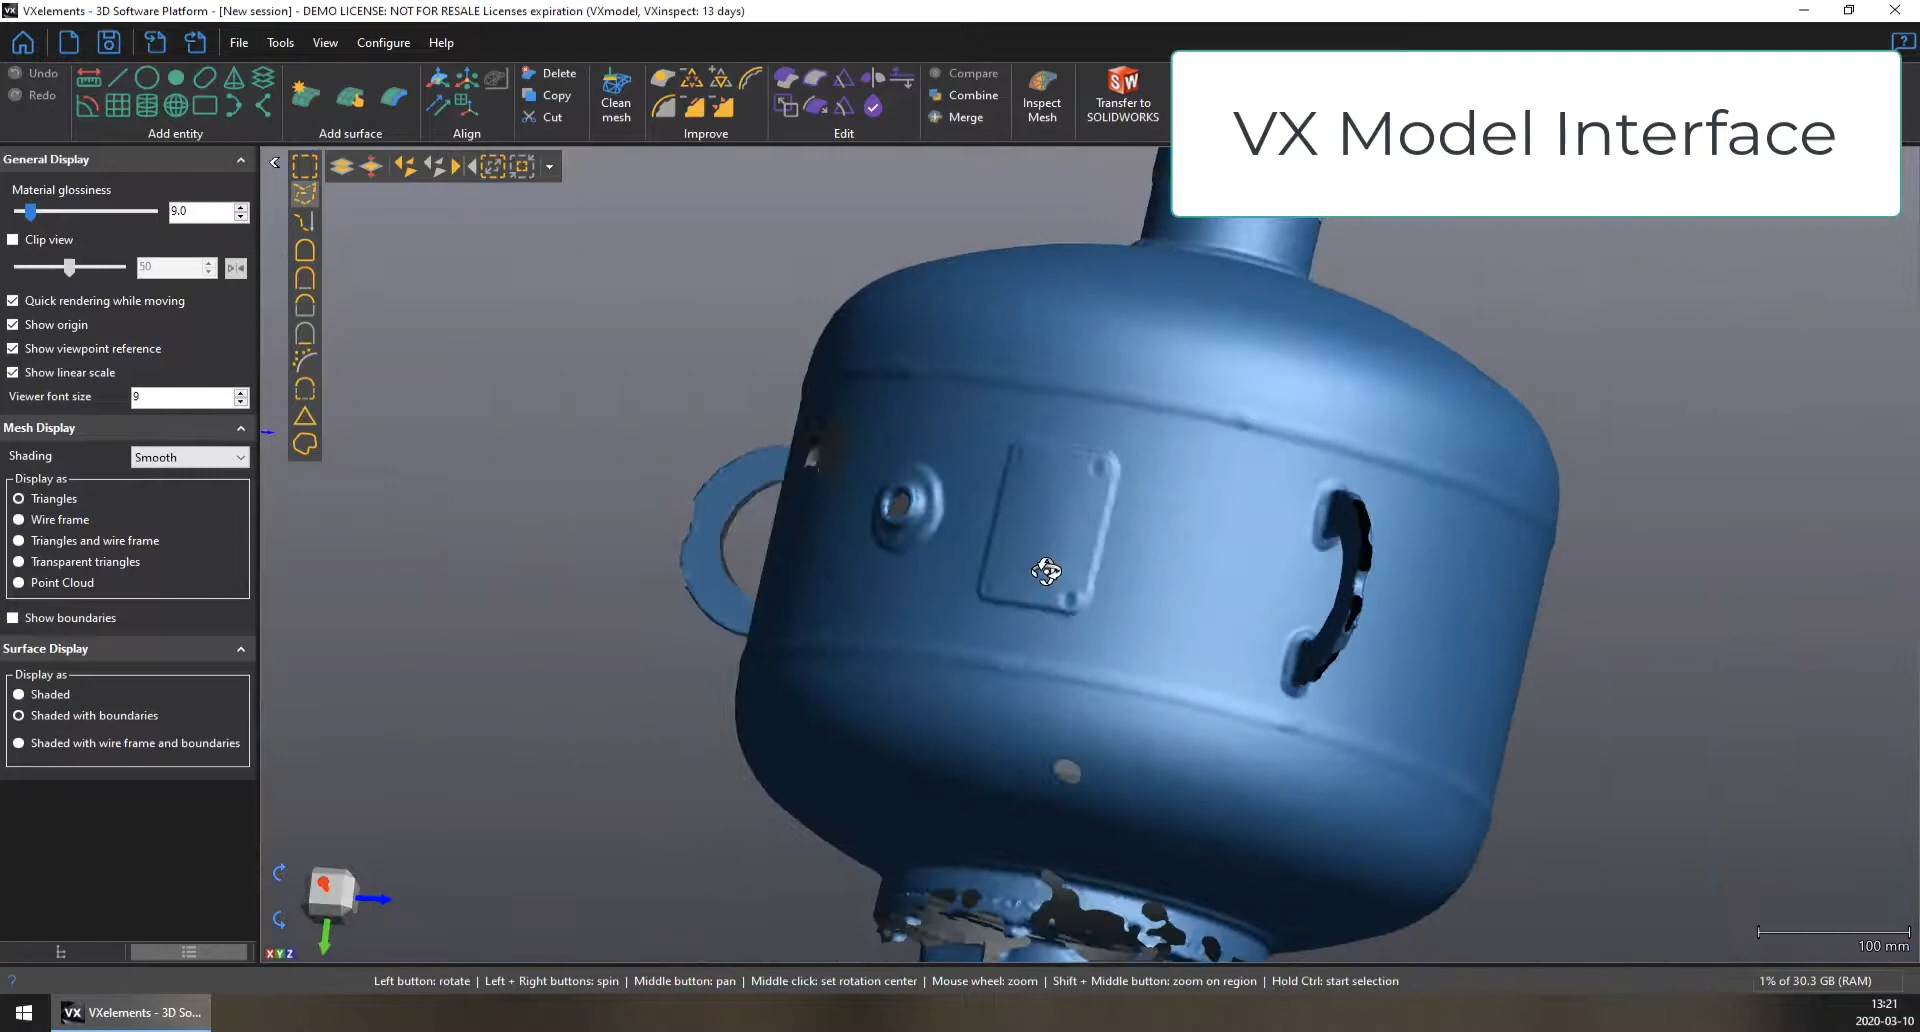 VX VXelements - 3D Software Platform - [New session] - DEMO LICENSE: NOT FOR RESALE Licenses expiration (VXmodel, VXinspect: 13 days)
File Tools View Configure Help
?
Undo
Redo
Add entity
Add surface
Align
Delete
Copy
Cut
Clean
mesh
Improve
Edit
Compare
Combine
Merge
Inspect
Mesh
SW
Transfer to
SOLIDWORKS
VX Model Interface
General Display
Material glossiness
9.0
Clip view
50
Quick rendering while moving
Show origin
Show viewpoint reference
Show linear scale
Viewer font size 9
Mesh Display
Shading Smooth
Display as
Triangles
Wire frame
Triangles and wire frame
Transparent triangles
Point Cloud
Show boundaries
Surface Display
Display as
Shaded
Shaded with boundaries
Shaded with wire frame and boundaries
X Y Z
100 mm
? Left button: rotate | Left + Right buttons: spin | Middle button: pan | Middle click: set rotation center | Mouse wheel: zoom | Shift + Middle button: zoom on region | Hold Ctrl: start selection 1% of 30.3 GB (RAM)
VX VXelements - 3D So...
13:21
2020-03-10